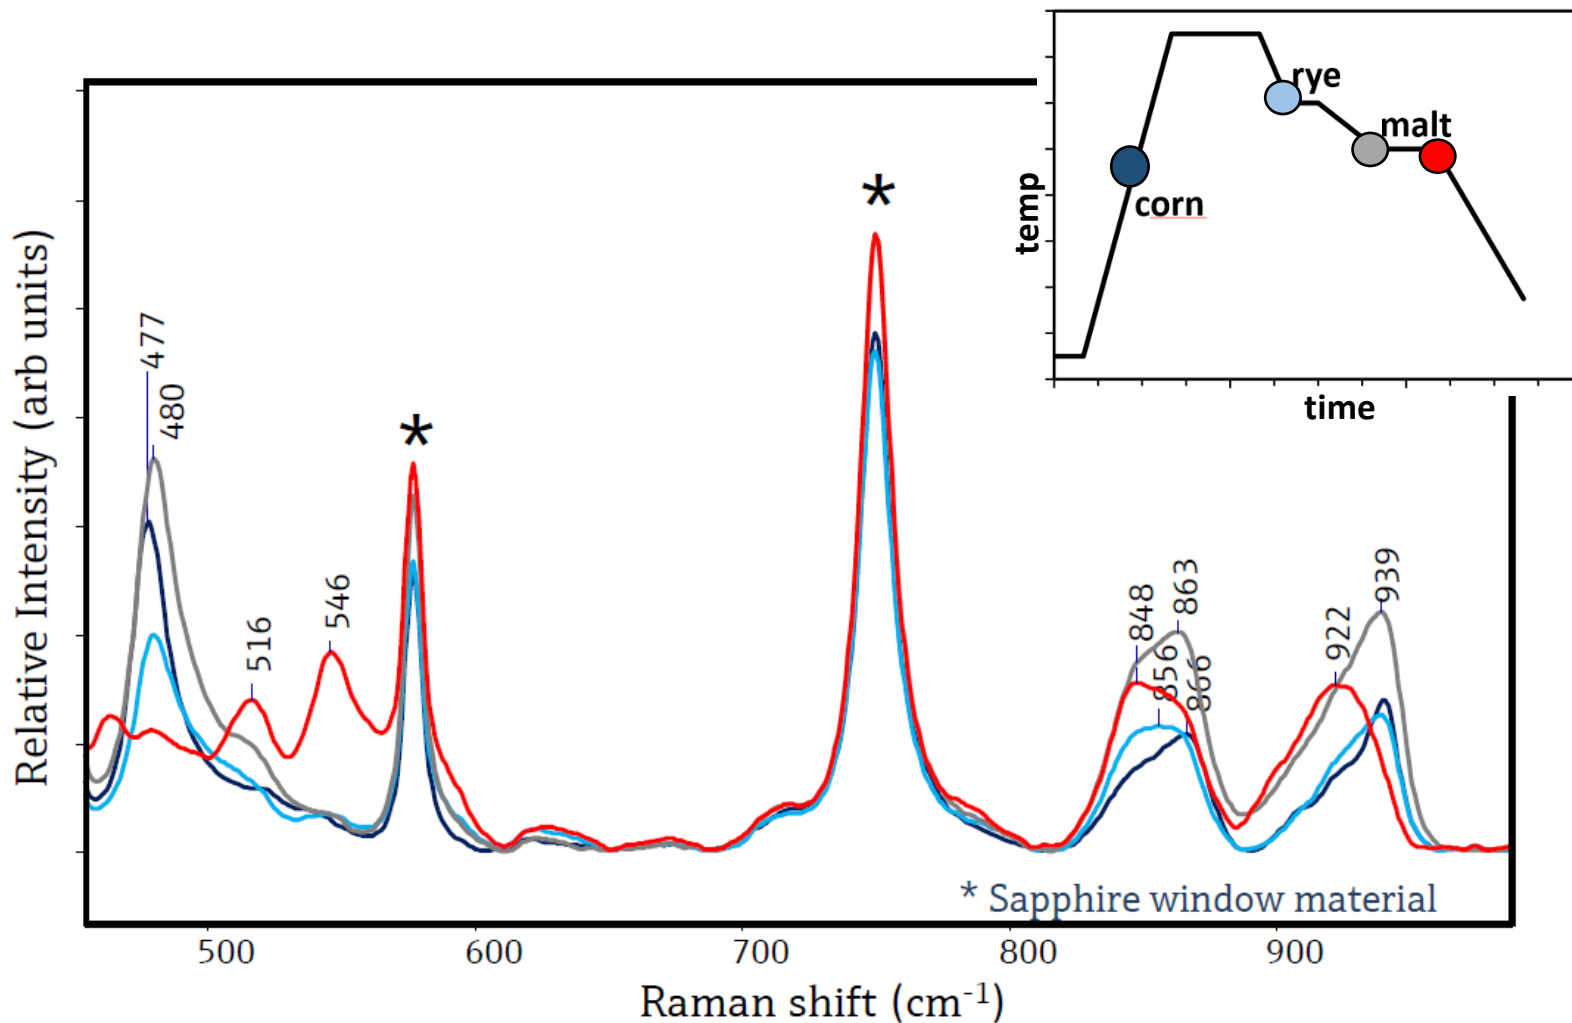 rye
malt
corn
temp
time
*
*
477
480
516
546
848
863
856
866
922
939
* Sapphire window material
500
600
700
800
900
Raman shift (cm⁻¹)
Relative Intensity (arb units)